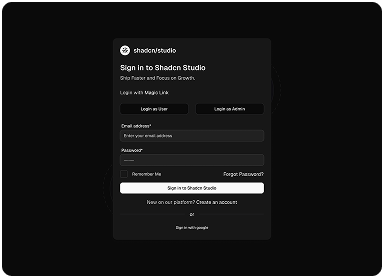 shadcn/studio
Sign in to Shadcn Studio
Ship Faster and Focus on Growth.
Login with Magic Link
Login as User
Login as Admin
Email address*
Enter your email address
Password*
Remember Me
Forgot Password?
Sign in to Shadcn Studio
New on our platform? Create an account
or
Sign in with google